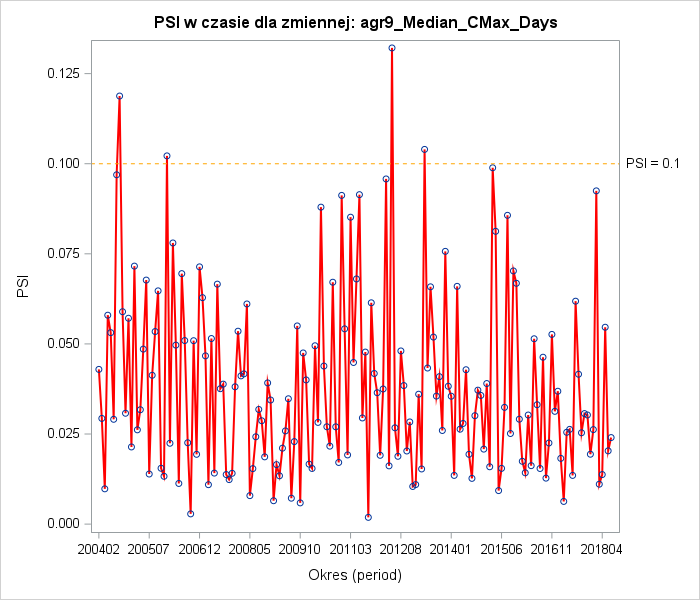 PSI w czasie dla zmiennej: agr9_Median_CMax_Days
0.125
0.100
PSI = 0.1
0.075
0.050
0.025
0.000
PSI
200402 200507 200612 200805 200910 201103 201208 201401 201506 201611 201804
Okres (period)